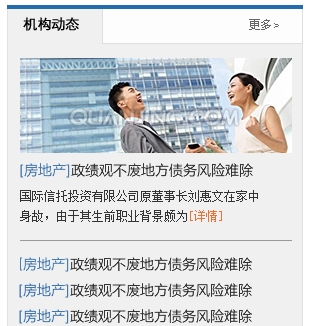 机构动态
更多>
QUANJING.COM
[房地产]政绩观不废地方债务风险难除
国际信托投资有限公司原董事长刘惠文在家中
身故，由于其生前职业背景颇为[详情]
[房地产]政绩观不废地方债务风险难除
[房地产]政绩观不废地方债务风险难除
[房地产]政绩观不废地方债务风险难除